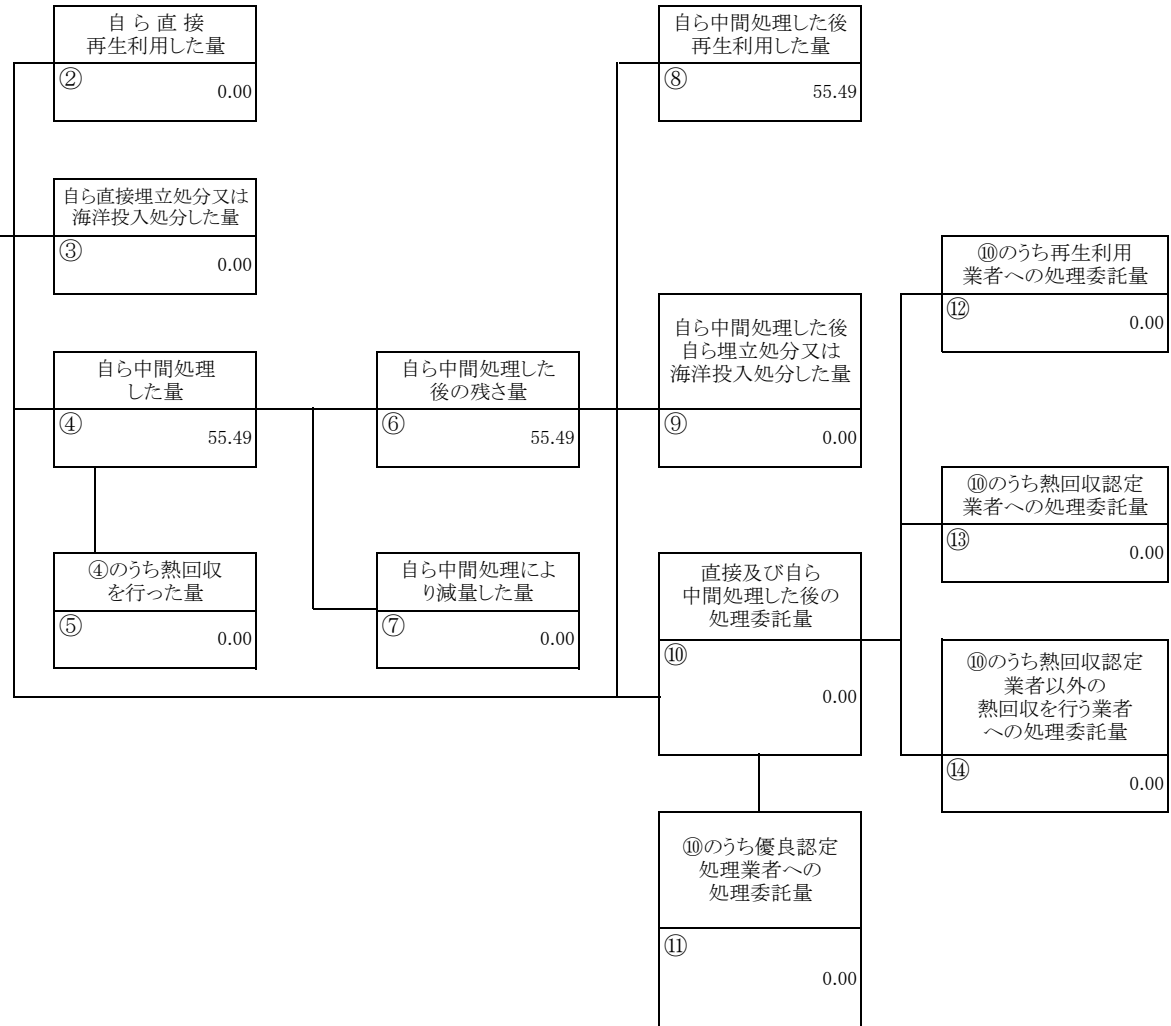 自ら直接
再生利用した量
②
0.00
自ら直接埋立処分又は
海洋投入処分した量
③
0.00
自ら中間処理
した量
④
55.49
④のうち熱回収
を行った量
⑤
0.00
自ら中間処理した
後の残さ量
⑥
55.49
自ら中間処理によ
り減量した量
⑦
0.00
自ら中間処理した後
再生利用した量
⑧
55.49
自ら中間処理した後
自ら埋立処分又は
海洋投入処分した量
⑨
0.00
直接及び自ら
中間処理した後の
処理委託量
⑩
0.00
⑩のうち優良認定
処理業者への
処理委託量
⑪
0.00
⑩のうち再生利用
業者への処理委託量
⑫
0.00
⑩のうち熱回収認定
業者への処理委託量
⑬
0.00
⑩のうち熱回収認定
業者以外の
熱回収を行う業者
への処理委託量
⑭
0.00